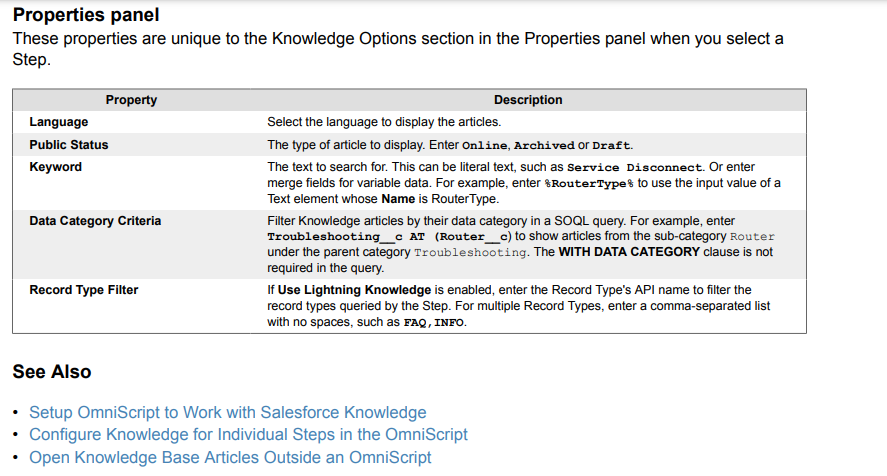 Properties panel
These properties are unique to the Knowledge Options section in the Properties panel when you select a
Step.
Property Description
Language Select the language to display the articles.
Public Status The type of article to display. Enter Online, Archived or Draft.
Keyword The text to search for. This can be literal text, such as Service Disconnect. Or enter
merge fields for variable data. For example, enter %RouterType% to use the input value of a
Text element whose Name is RouterType.
Data Category Criteria Filter Knowledge articles by their data category in a SOQL query. For example, enter
Troubleshooting__c AT (Router__c) to show articles from the sub-category Router
under the parent category Troubleshooting. The WITH DATA CATEGORY clause is not
required in the query.
Record Type Filter If Use Lightning Knowledge is enabled, enter the Record Type's API name to filter the
record types queried by the Step. For multiple Record Types, enter a comma-separated list
with no spaces, such as FAQ,INFO.
See Also
• Setup OmniScript to Work with Salesforce Knowledge
• Configure Knowledge for Individual Steps in the OmniScript
• Open Knowledge Base Articles Outside an OmniScript